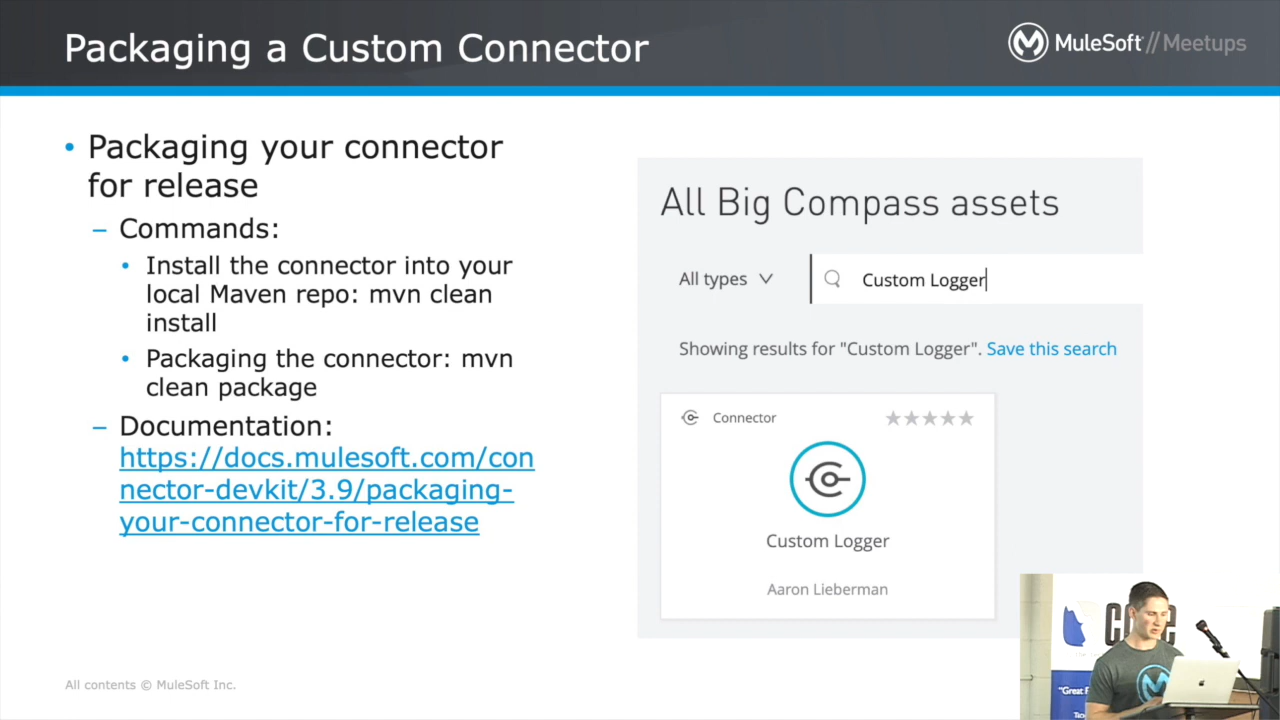 Packaging a Custom Connector
MuleSoft // Meetups
• Packaging your connector
for release
– Commands:
• Install the connector into your
local Maven repo: mvn clean
install
• Packaging the connector: mvn
clean package
– Documentation:
https://docs.mulesoft.com/con
nector-devkit/3.9/packaging-
your-connector-for-release
All Big Compass assets
All types
Custom Logger
Showing results for "Custom Logger". Save this search
Connector
Custom Logger
Aaron Lieberman
"Great
All contents © MuleSoft Inc.